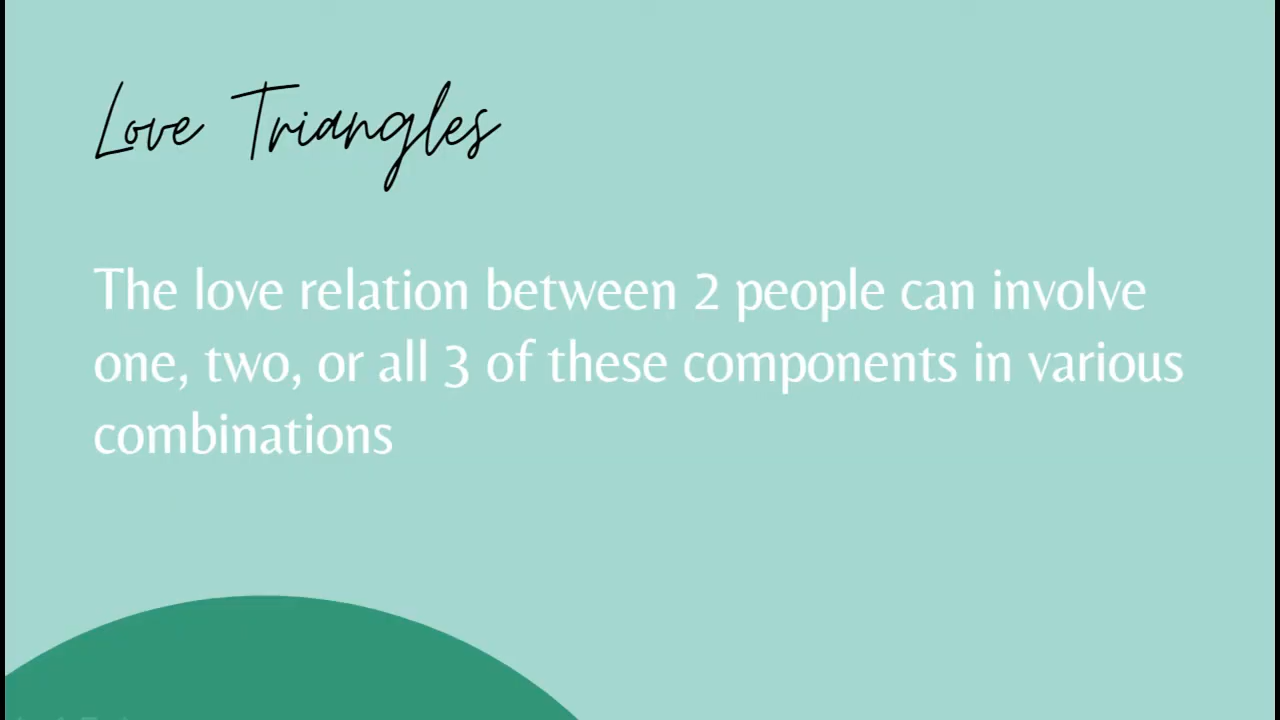 Love Triangles
The love relation between 2 people can involve
one, two, or all 3 of these components in various
combinations